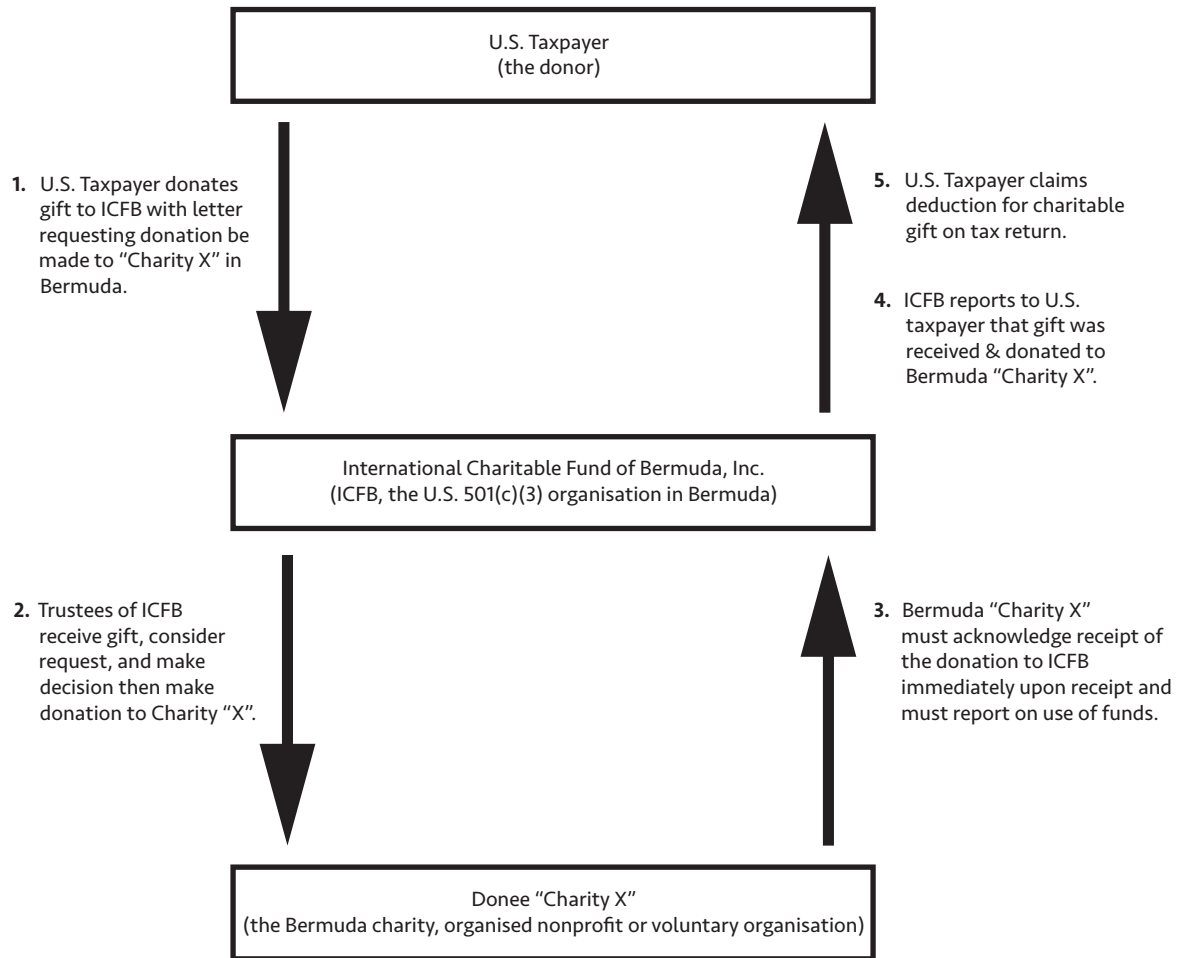 U.S. Taxpayer
(the donor)
1. U.S. Taxpayer donates
gift to ICFB with letter
requesting donation be
made to “Charity X” in
Bermuda.
5. U.S. Taxpayer claims
deduction for charitable
gift on tax return.
4. ICFB reports to U.S.
taxpayer that gift was
received & donated to
Bermuda “Charity X”.
International Charitable Fund of Bermuda, Inc.
(ICFB, the U.S. 501(c)(3) organisation in Bermuda)
2. Trustees of ICFB
receive gift, consider
request, and make
decision then make
donation to Charity “X”.
3. Bermuda “Charity X”
must acknowledge receipt of
the donation to ICFB
immediately upon receipt and
must report on use of funds.
Donee “Charity X”
(the Bermuda charity, organised nonprofit or voluntary organisation)